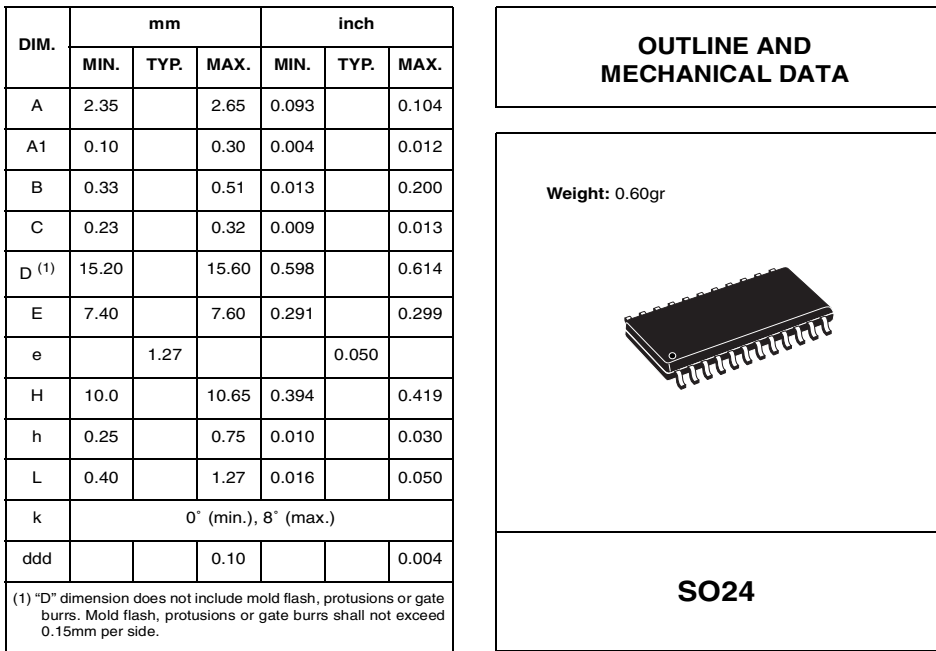 DIM. mm inch
MIN. TYP. MAX. MIN. TYP. MAX.
A 2.35 2.65 0.093 0.104
A1 0.10 0.30 0.004 0.012
B 0.33 0.51 0.013 0.200
C 0.23 0.32 0.009 0.013
D (1) 15.20 15.60 0.598 0.614
E 7.40 7.60 0.291 0.299
e 1.27 0.050
H 10.0 10.65 0.394 0.419
h 0.25 0.75 0.010 0.030
L 0.40 1.27 0.016 0.050
k 0˚ (min.), 8˚ (max.)
ddd 0.10 0.004
(1) “D” dimension does not include mold flash, protusions or gate
burrs. Mold flash, protusions or gate burrs shall not exceed
0.15mm per side.
OUTLINE AND
MECHANICAL DATA
Weight: 0.60gr
SO24